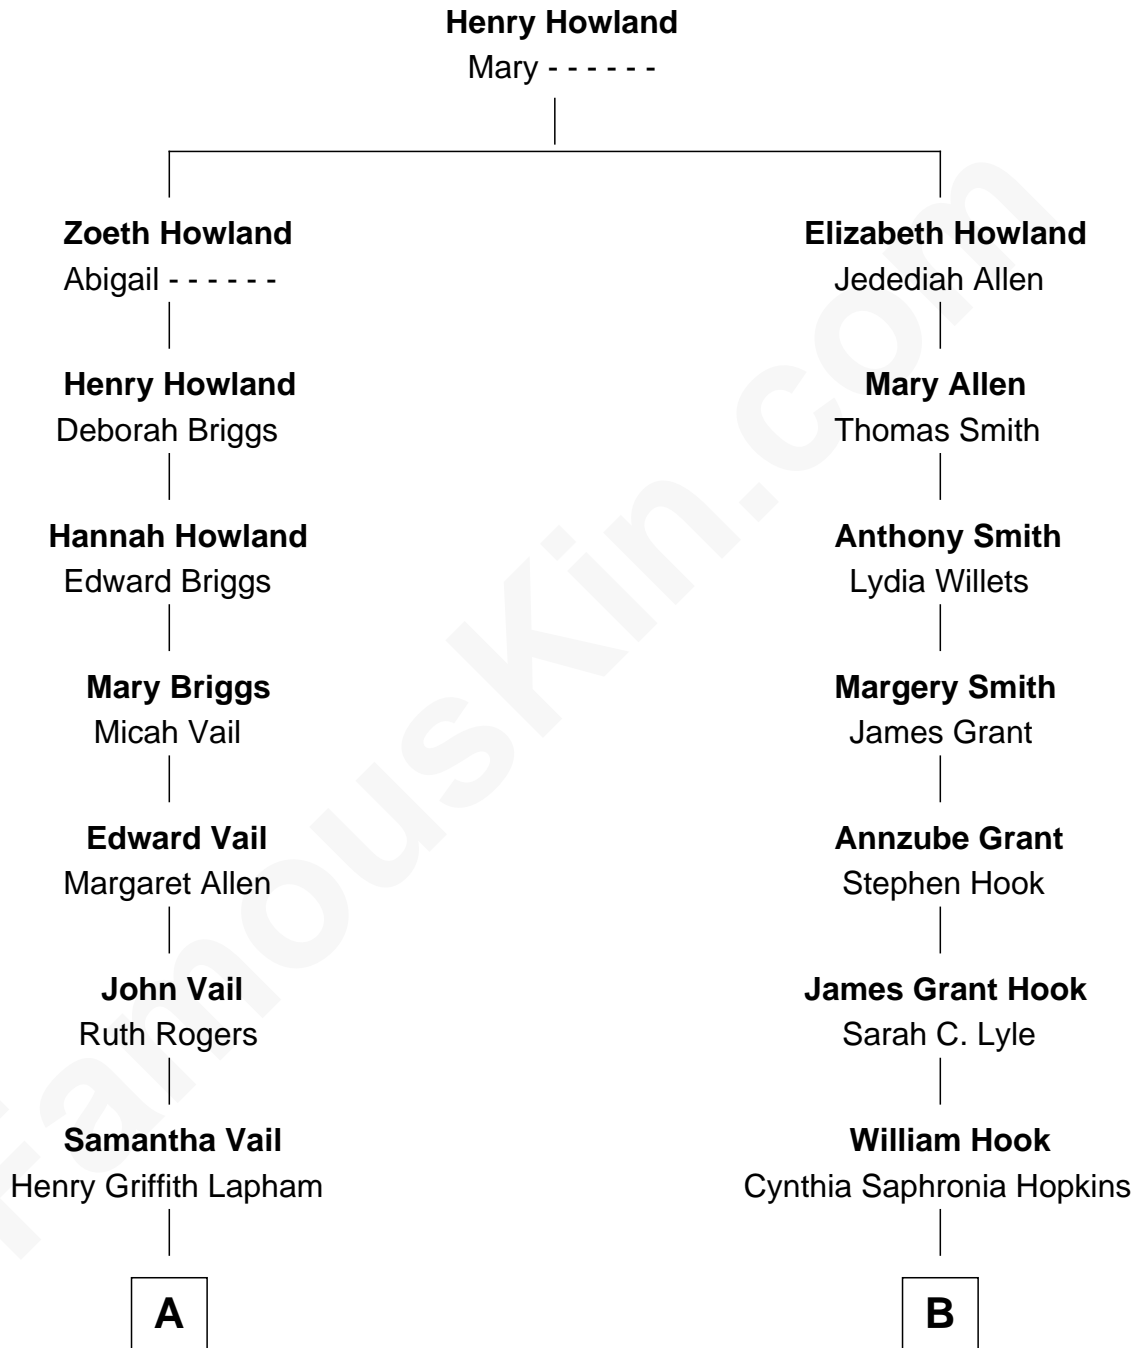 Henry Howland
Mary - - - - - -
Zoeth Howland
Abigail - - - - - -
Henry Howland
Deborah Briggs
Hannah Howland
Edward Briggs
Mary Briggs
Micah Vail
Edward Vail
Margaret Allen
John Vail
Ruth Rogers
Samantha Vail
Henry Griffith Lapham
A
Elizabeth Howland
Jedediah Allen
Mary Allen
Thomas Smith
Anthony Smith
Lydia Willets
Margery Smith
James Grant
Annzube Grant
Stephen Hook
James Grant Hook
Sarah C. Lyle
William Hook
Cynthia Saphronia Hopkins
B
FamousKin.com